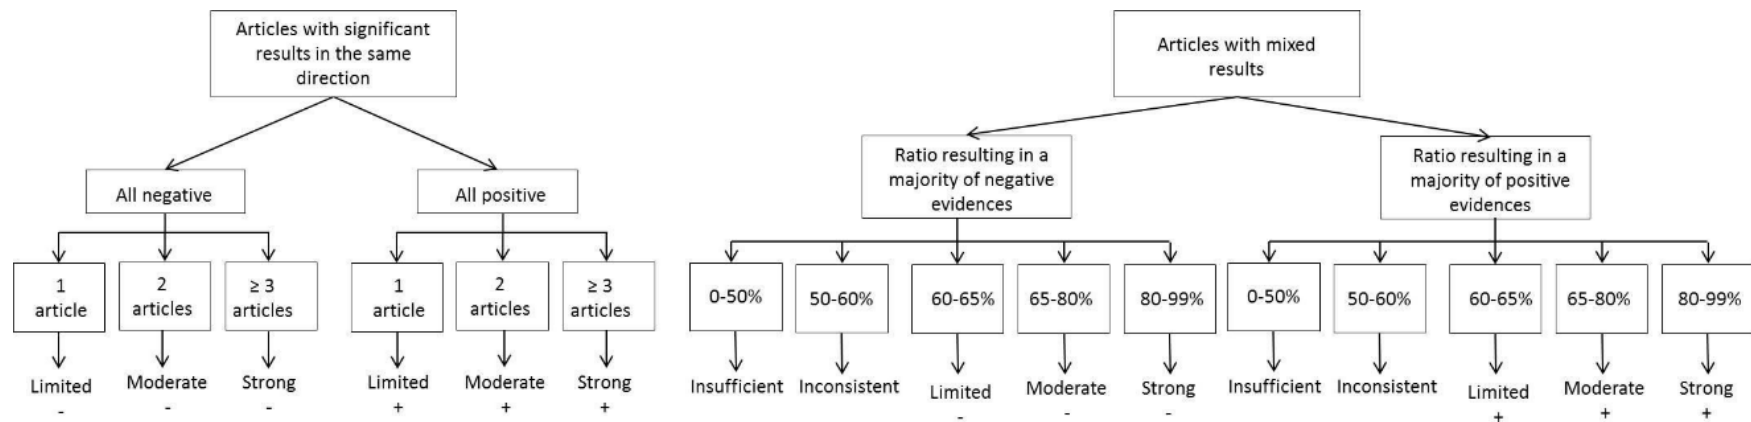 Articles with significant
results in the same
direction
All negative
All positive
1
article
2
articles
≥ 3
articles
1
article
2
articles
≥ 3
articles
Limited
-
Moderate
-
Strong
-
Limited
+
Moderate
+
Strong
+
Articles with mixed
results
Ratio resulting in a
majority of negative
evidences
Ratio resulting in a
majority of positive
evidences
0-50%
50-60%
60-65%
65-80%
80-99%
0-50%
50-60%
60-65%
65-80%
80-99%
Insufficient
Inconsistent
Limited
-
Moderate
-
Strong
-
Insufficient
Inconsistent
Limited
+
Moderate
+
Strong
+